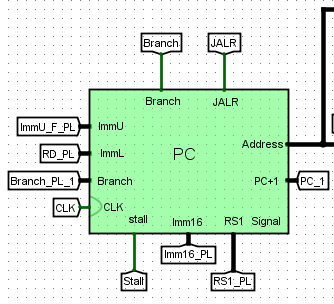 Branch JALR
Branch JALR
ImmU_F_PL ImmU
RD_PL ImmL PC Address
Branch_PL_1 Branch PC+1 PC_1
CLK CLK
stall Imm16 RS1 Signal
Imm16_PL
Stall RS1_PL